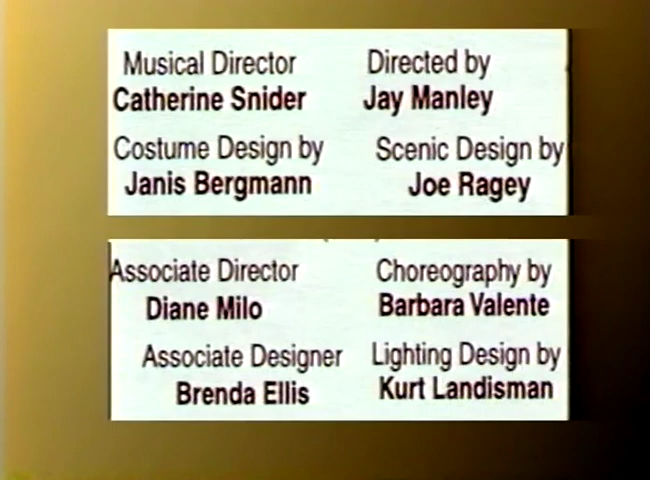 Musical Director
Catherine Snider
Directed by
Jay Manley
Costume Design by
Janis Bergmann
Scenic Design by
Joe Ragey
Associate Director
Diane Milo
Choreography by
Barbara Valente
Associate Designer
Brenda Ellis
Lighting Design by
Kurt Landisman